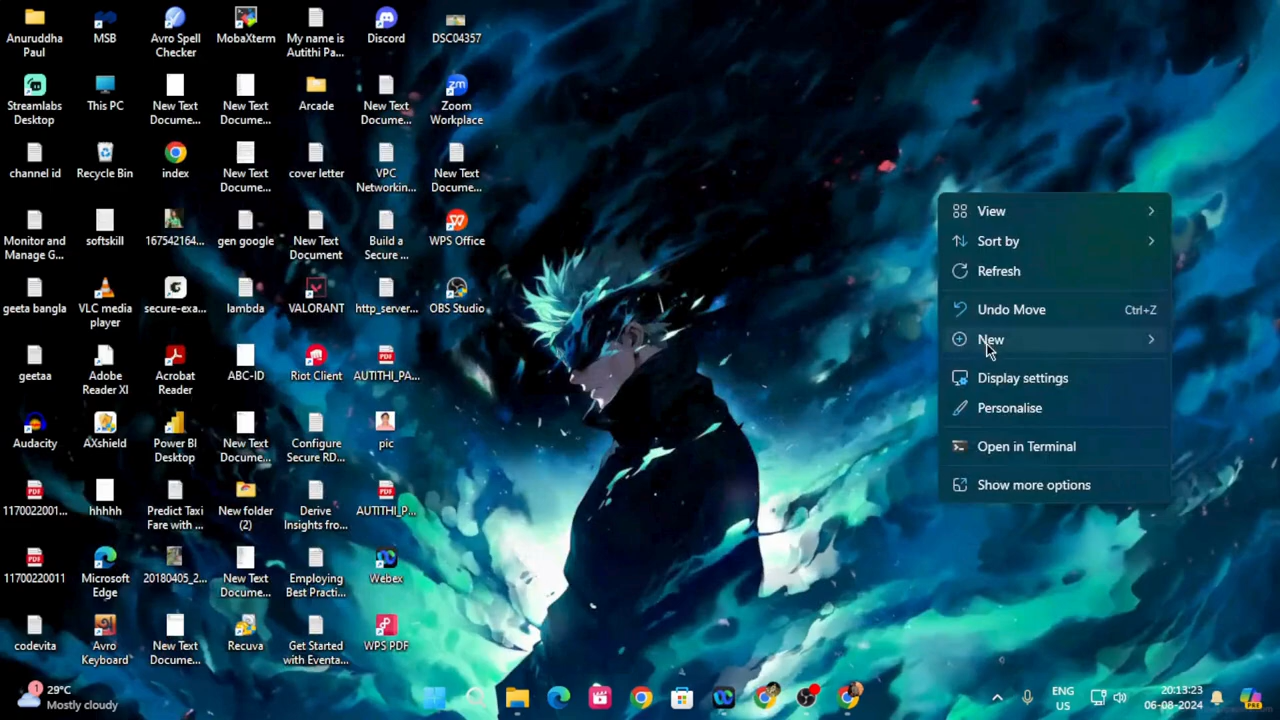 Anuruddha
Paul
MSB
Avro Spell
Checker
MobaXterm
My name is
Autithi Pa...
Discord
DSC04357
Streamlabs
Desktop
This PC
New Text
Docume...
New Text
Docume...
Arcade
New Text
Docume...
Zoom
Workplace
channel id
Recycle Bin
index
New Text
Docume...
cover letter
VPC
Networkin...
New Text
Docume...
Monitor and
Manage G...
softskill
167542164...
gen google
New Text
Document
Build a
Secure ...
WPS Office
geeta bangla
VLC media
player
secure-exa...
lambda
VALORANT
http_server...
OBS Studio
geetaa
Adobe
Reader XI
Acrobat
Reader
ABC-ID
Riot Client
AUTITHI_PA...
Audacity
AXshield
Power BI
Desktop
New Text
Docume...
Configure
Secure RD...
pic
1170022001...
hhhhh
Predict Taxi
Fare with ...
New folder
(2)
Derive
Insights fro...
AUTITHI_P...
11700220011
Microsoft
Edge
20180405_2...
New Text
Docume...
Employing
Best Practi...
Webex
codevita
Avro
Keyboard
New Text
Docume...
Recuva
Get Started
with Eventa...
WPS PDF
View
Sort by
Refresh
Undo Move Ctrl+Z
New
Display settings
Personalise
Open in Terminal
Show more options
1
29°C
Mostly cloudy
ENG
US
20:13:23
06-08-2024
PRE